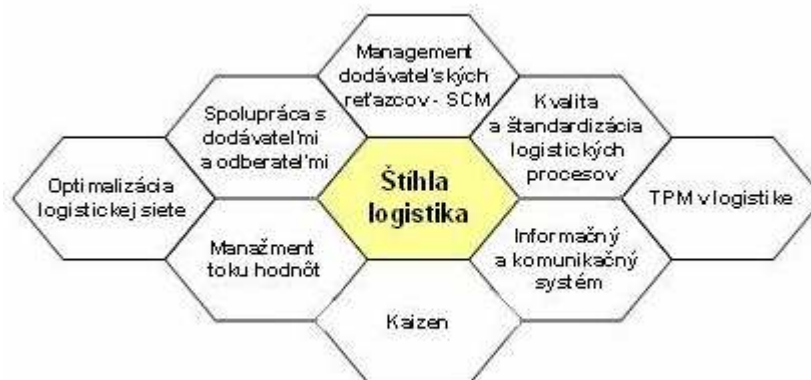 Management
dodávateľských
reťazcov - SCM
Spolupráca s
dodávateľmi
a odberateľmi
Kvalita
a štandardizácia
logistických
procesov
Optimalizácia
logistickej siete
Štíhla
logistika
TPM v logistike
Manažment
toku hodnôt
Informačný
a komunikačný
systém
Kaizen